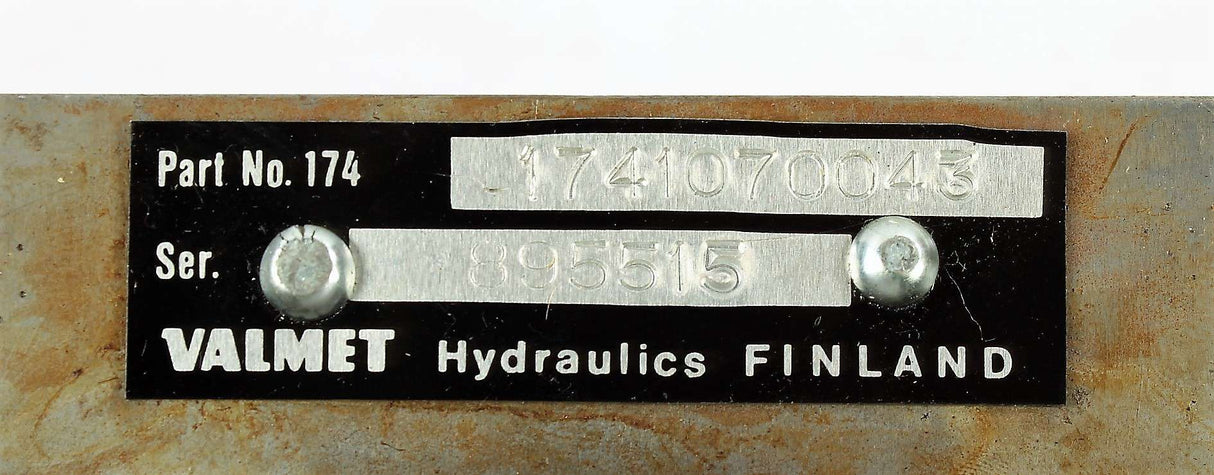 Part No. 174 1741070043
Ser. 895515
VALMET Hydraulics FINLAND